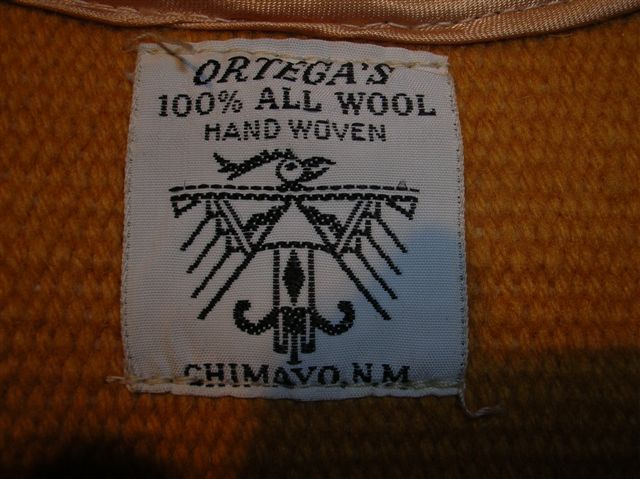 ORTEGA'S
100% ALL WOOL
HAND WOVEN
CHIMAYO, N.M.